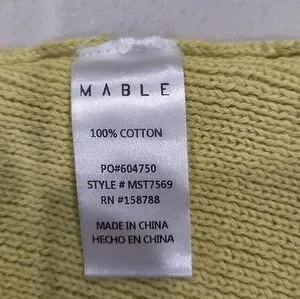 MABLE
100% COTTON
PO#604750
STYLE # MST7569
RN #158788
MADE IN CHINA
HECHO EN CHINA